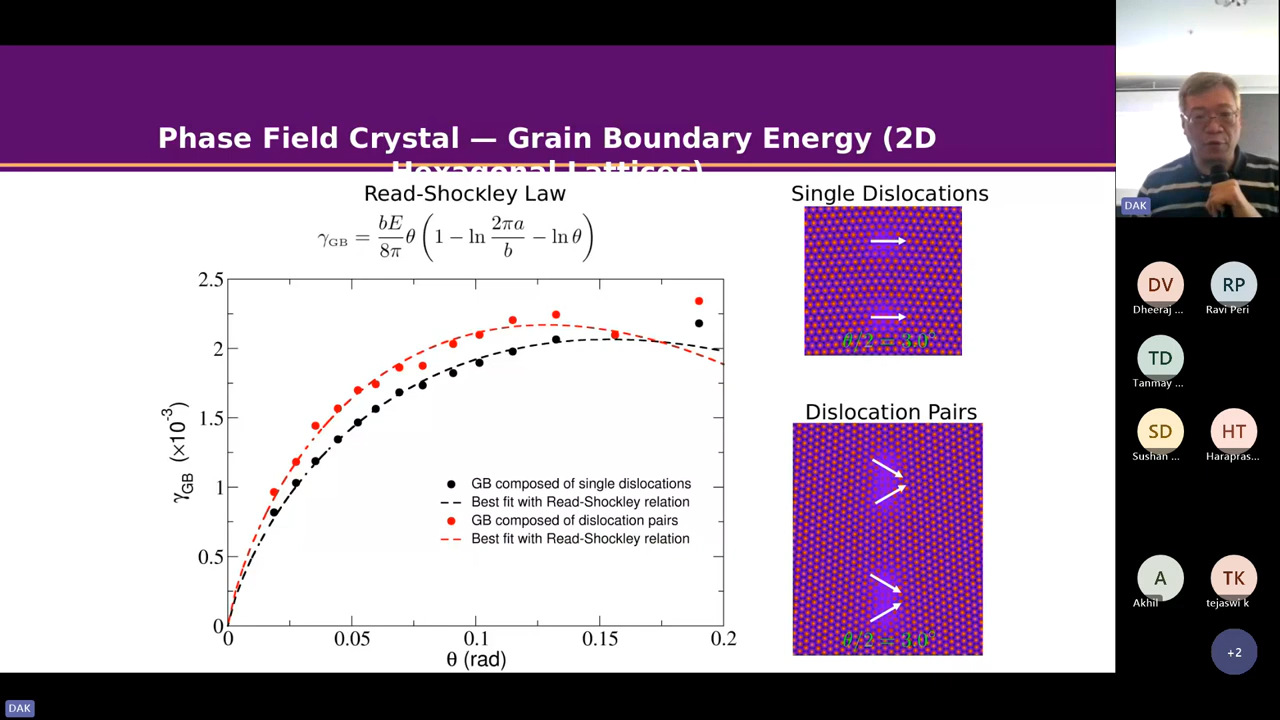 Phase Field Crystal — Grain Boundary Energy (2D
Hexagonal Lattices)
Read-Shockley Law
γ_GB = bE/8π θ (1 − ln 2πa/b − ln θ)
2.5
2
1.5
1
0.5
0
γ_GB (×10^-3)
GB composed of single dislocations
Best fit with Read-Shockley relation
GB composed of dislocation pairs
Best fit with Read-Shockley relation
0 0.05 0.1 0.15 0.2
θ (rad)
Single Dislocations
θ/2 = 3.0°
Dislocation Pairs
θ/2 = 3.0°
DAK
DV RP
Dheeraj ... Ravi Peri
TD
Tanmay ...
SD HT
Sushan ... Harapras...
A TK
Akhil tejaswi k
+2
DAK